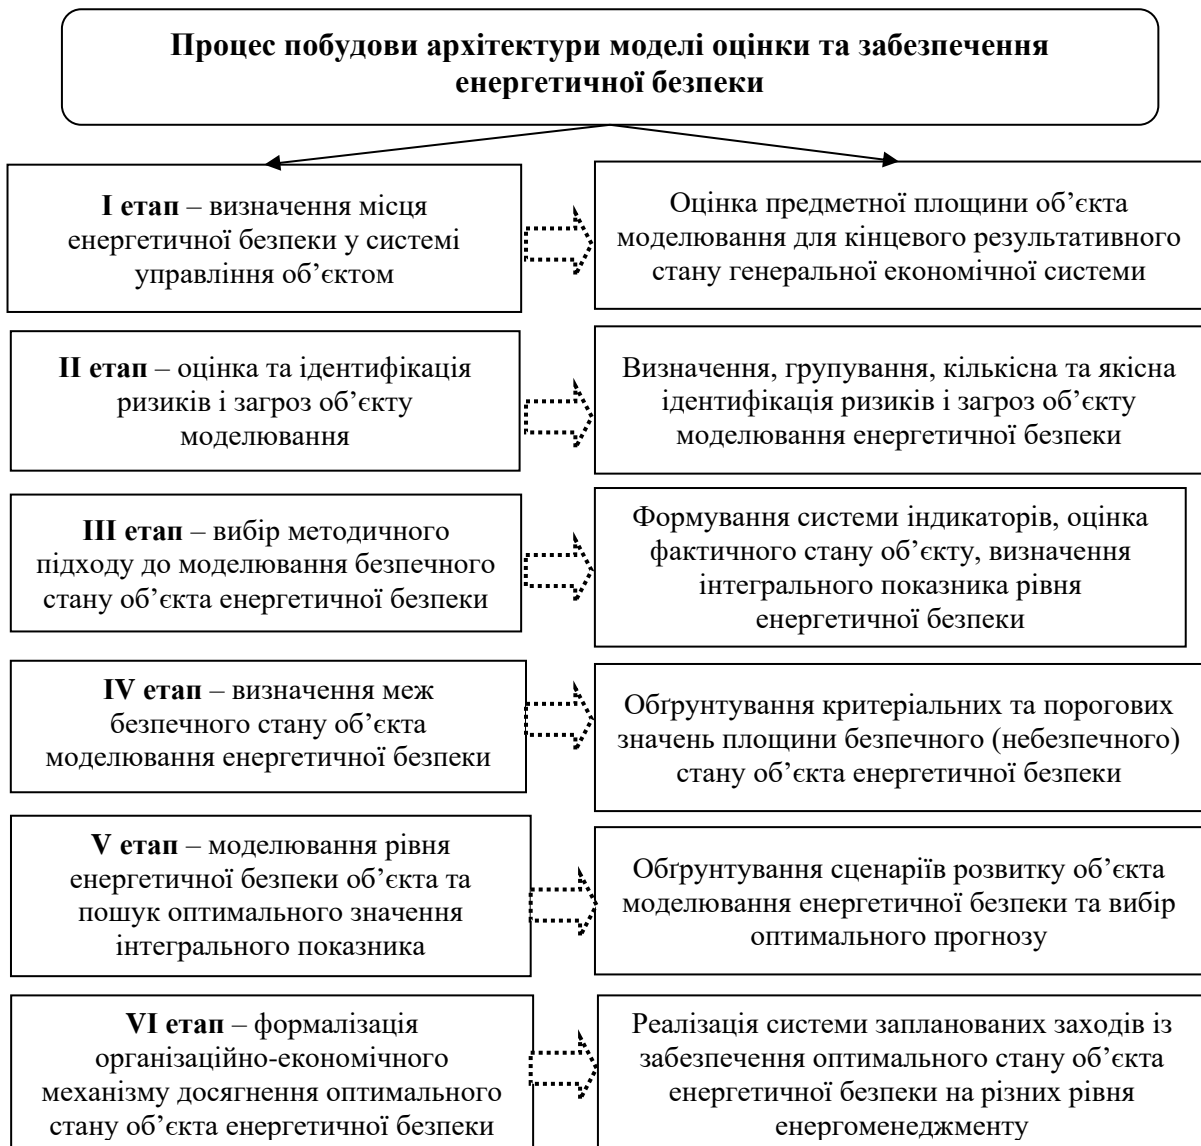 Процес побудови архітектури моделі оцінки та забезпечення
енергетичної безпеки
І етап – визначення місця
енергетичної безпеки у системі
управління об’єктом
Оцінка предметної площини об’єкта
моделювання для кінцевого результативного
стану генеральної економічної системи
ІІ етап – оцінка та ідентифікація
ризиків і загроз об’єкту
моделювання
Визначення, групування, кількісна та якісна
ідентифікація ризиків і загроз об’єкту
моделювання енергетичної безпеки
ІІІ етап – вибір методичного
підходу до моделювання безпечного
стану об’єкта енергетичної безпеки
Формування системи індикаторів, оцінка
фактичного стану об’єкту, визначення
інтегрального показника рівня
енергетичної безпеки
IV етап – визначення меж
безпечного стану об’єкта
моделювання енергетичної безпеки
Обґрунтування критеріальних та порогових
значень площини безпечного (небезпечного)
стану об’єкта енергетичної безпеки
V етап – моделювання рівня
енергетичної безпеки об’єкта та
пошук оптимального значення
інтегрального показника
Обґрунтування сценаріїв розвитку об’єкта
моделювання енергетичної безпеки та вибір
оптимального прогнозу
VI етап – формалізація
організаційно-економічного
механізму досягнення оптимального
стану об’єкта енергетичної безпеки
Реалізація системи запланованих заходів із
забезпечення оптимального стану об’єкта
енергетичної безпеки на різних рівня
енергоменеджменту